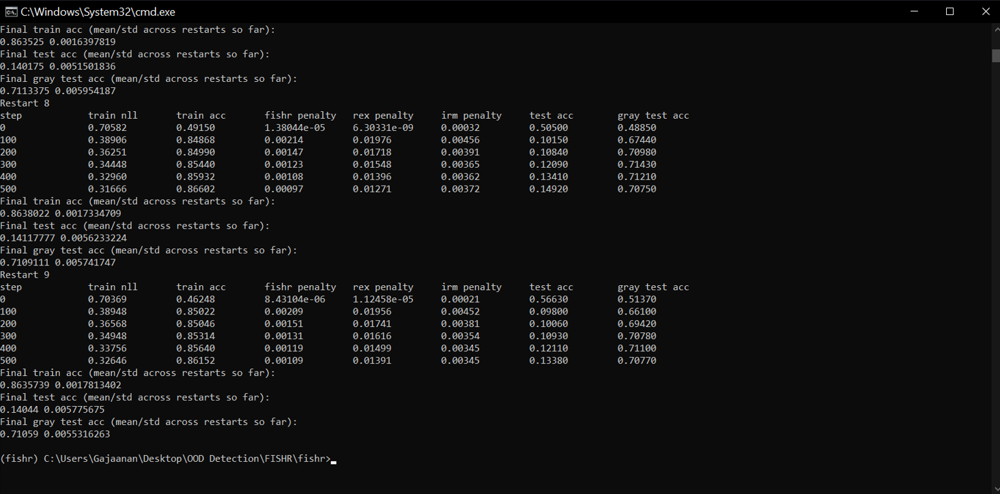 C:\Windows\System32\cmd.exe
Final train acc (mean/std across restarts so far):
0.863525 0.0016397819
Final test acc (mean/std across restarts so far):
0.140175 0.0051501836
Final gray test acc (mean/std across restarts so far):
0.7113375 0.005954187
Restart 8
step train nll train acc fishr penalty rex penalty irm penalty test acc gray test acc
0 0.70582 0.49150 1.38044e-05 6.30331e-09 0.00032 0.50500 0.48850
100 0.38906 0.84868 0.00214 0.01976 0.00456 0.10150 0.67440
200 0.36251 0.84990 0.00147 0.01718 0.00391 0.10840 0.70980
300 0.34448 0.85440 0.00123 0.01548 0.00365 0.12090 0.71430
400 0.32960 0.85932 0.00108 0.01396 0.00362 0.13410 0.71210
500 0.31666 0.86602 0.00097 0.01271 0.00372 0.14920 0.70750
Final train acc (mean/std across restarts so far):
0.8638022 0.0017334709
Final test acc (mean/std across restarts so far):
0.14117777 0.0056233224
Final gray test acc (mean/std across restarts so far):
0.7109111 0.005741747
Restart 9
step train nll train acc fishr penalty rex penalty irm penalty test acc gray test acc
0 0.70369 0.46248 8.43104e-06 1.12458e-05 0.00021 0.56630 0.51370
100 0.38948 0.85022 0.00209 0.01956 0.00452 0.09800 0.66100
200 0.36568 0.85046 0.00151 0.01741 0.00381 0.10060 0.69420
300 0.34948 0.85314 0.00131 0.01616 0.00354 0.10930 0.70780
400 0.33756 0.85640 0.00119 0.01499 0.00345 0.12110 0.71100
500 0.32646 0.86152 0.00109 0.01391 0.00345 0.13380 0.70770
Final train acc (mean/std across restarts so far):
0.8635739 0.0017813402
Final test acc (mean/std across restarts so far):
0.14044 0.005775675
Final gray test acc (mean/std across restarts so far):
0.71059 0.0055316263
(fishr) C:\Users\Gajaanan\Desktop\OOD Detection\FISHR\fishr>